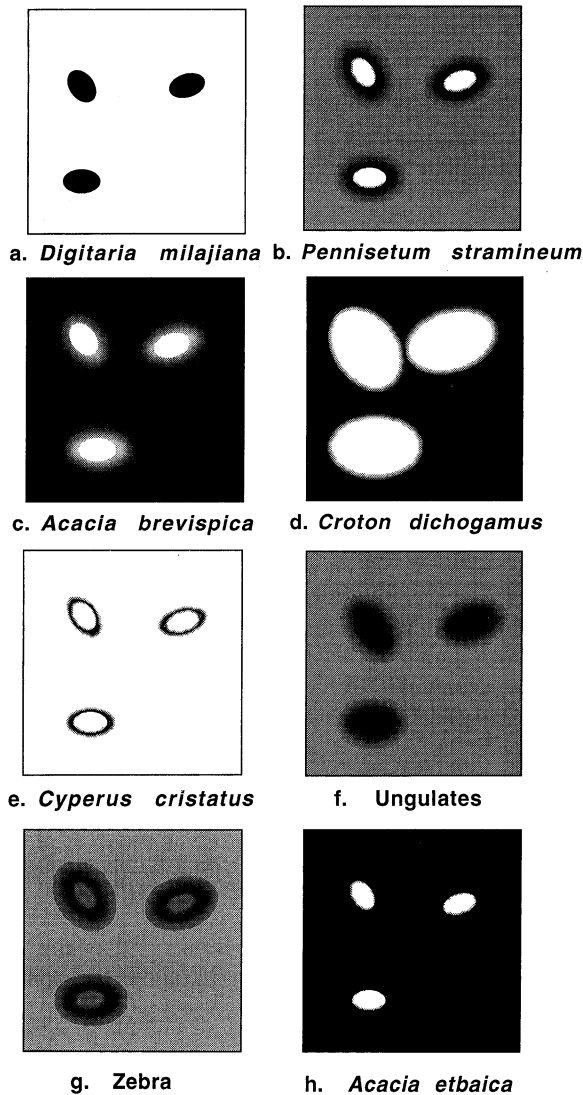 a. Digitaria milajiana b. Pennisetum stramineum
c. Acacia brevispica d. Croton dichogamus
e. Cyperus cristatus f. Ungulates
g. Zebra h. Acacia etbaica